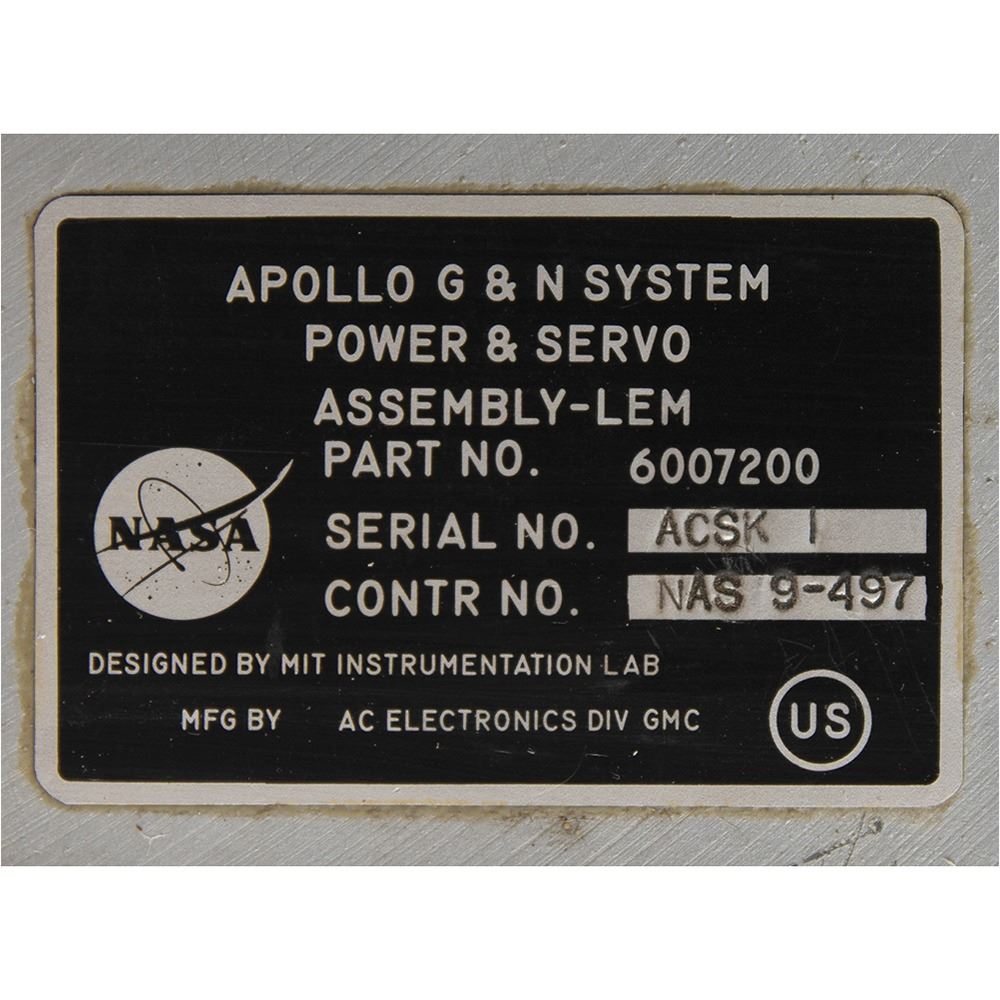 APOLLO G & N SYSTEM
POWER & SERVO
ASSEMBLY-LEM
PART NO. 6007200
NASA
SERIAL NO. ACSK 1
CONTR NO. NAS 9-497
DESIGNED BY MIT INSTRUMENTATION LAB
MFG BY AC ELECTRONICS DIV GMC
US